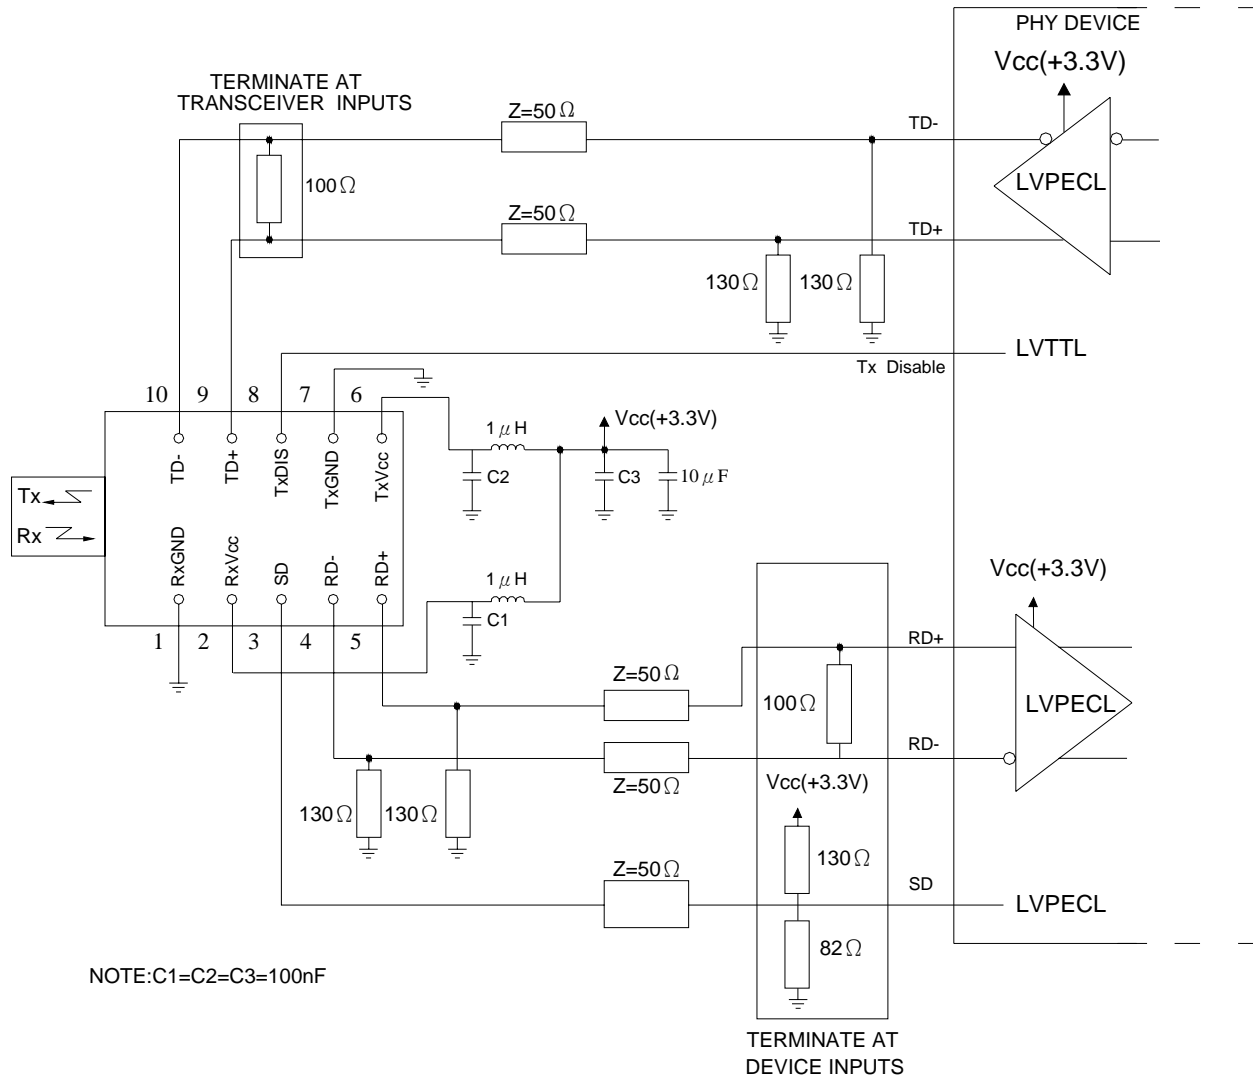 PHY DEVICE
Vcc(+3.3V)
TERMINATE AT
TRANSCEIVER INPUTS
Z=50Ω
TD-
100Ω
LVPECL
Z=50Ω
TD+
130Ω
130Ω
LVTTL
Tx Disable
10
9
8
7
6
Vcc(+3.3V)
1μH
TD-
TD+
TxDIS
TxGND
TxVcc
C2
C3
10μF
Tx
Rx
RxGND
RxVcc
SD
RD-
RD+
1μH
C1
Vcc(+3.3V)
1
2
3
4
5
RD+
Z=50Ω
100Ω
LVPECL
RD-
Z=50Ω
Vcc(+3.3V)
130Ω
130Ω
130Ω
Z=50Ω
SD
LVPECL
82Ω
NOTE:C1=C2=C3=100nF
TERMINATE AT
DEVICE INPUTS